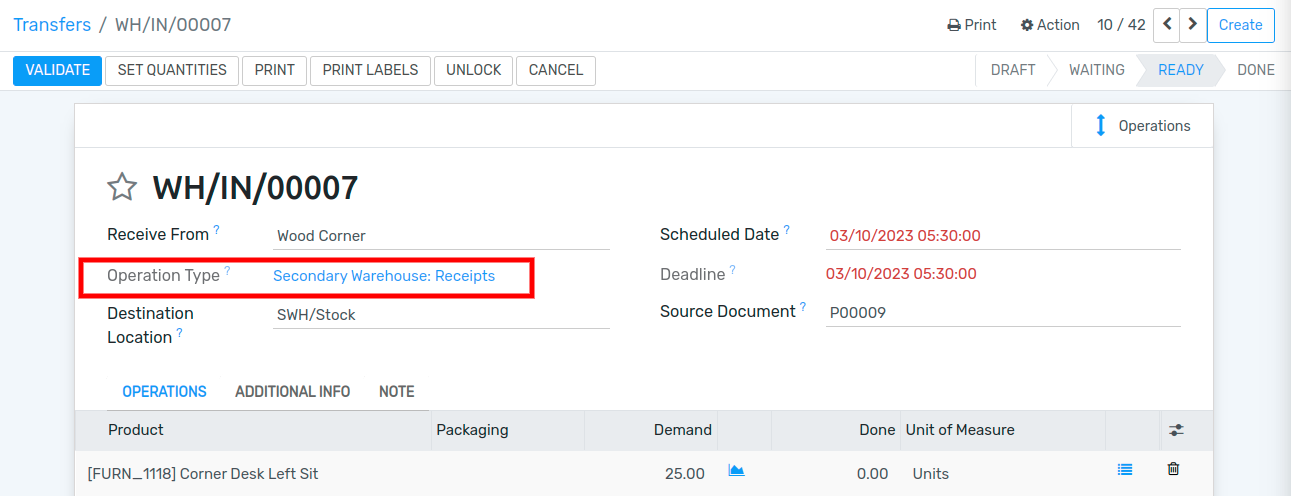 Transfers / WH/IN/00007 Print Action 10 / 42 Create
VALIDATE SET QUANTITIES PRINT PRINT LABELS UNLOCK CANCEL DRAFT WAITING READY DONE
Operations
WH/IN/00007
Receive From ? Wood Corner Scheduled Date ? 03/10/2023 05:30:00
Operation Type ? Secondary Warehouse: Receipts Deadline ? 03/10/2023 05:30:00
Destination
Location ? SWH/Stock Source Document ? P00009
OPERATIONS ADDITIONAL INFO NOTE
Product Packaging Demand Done Unit of Measure
[FURN_1118] Corner Desk Left Sit 25.00 0.00 Units